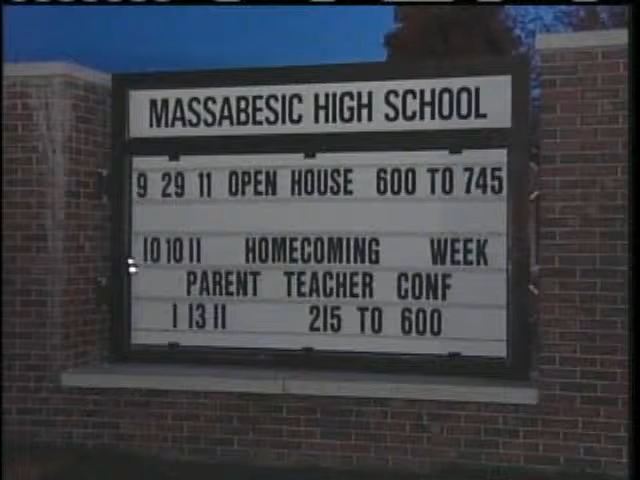 MASSABESIC HIGH SCHOOL
9 29 11 OPEN HOUSE 600 TO 745
10 10 11 HOMECOMING WEEK
PARENT TEACHER CONF
1 13 11 215 TO 600